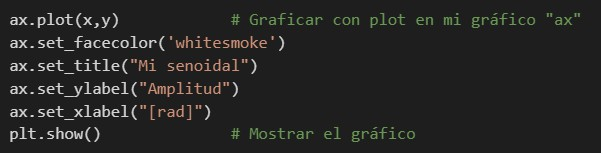 ax.plot(x,y)            # Graficar con plot en mi gráfico "ax"
ax.set_facecolor('whitesmoke')
ax.set_title("Mi senoidal")
ax.set_ylabel("Amplitud")
ax.set_xlabel("[rad]")
plt.show()              # Mostrar el gráfico